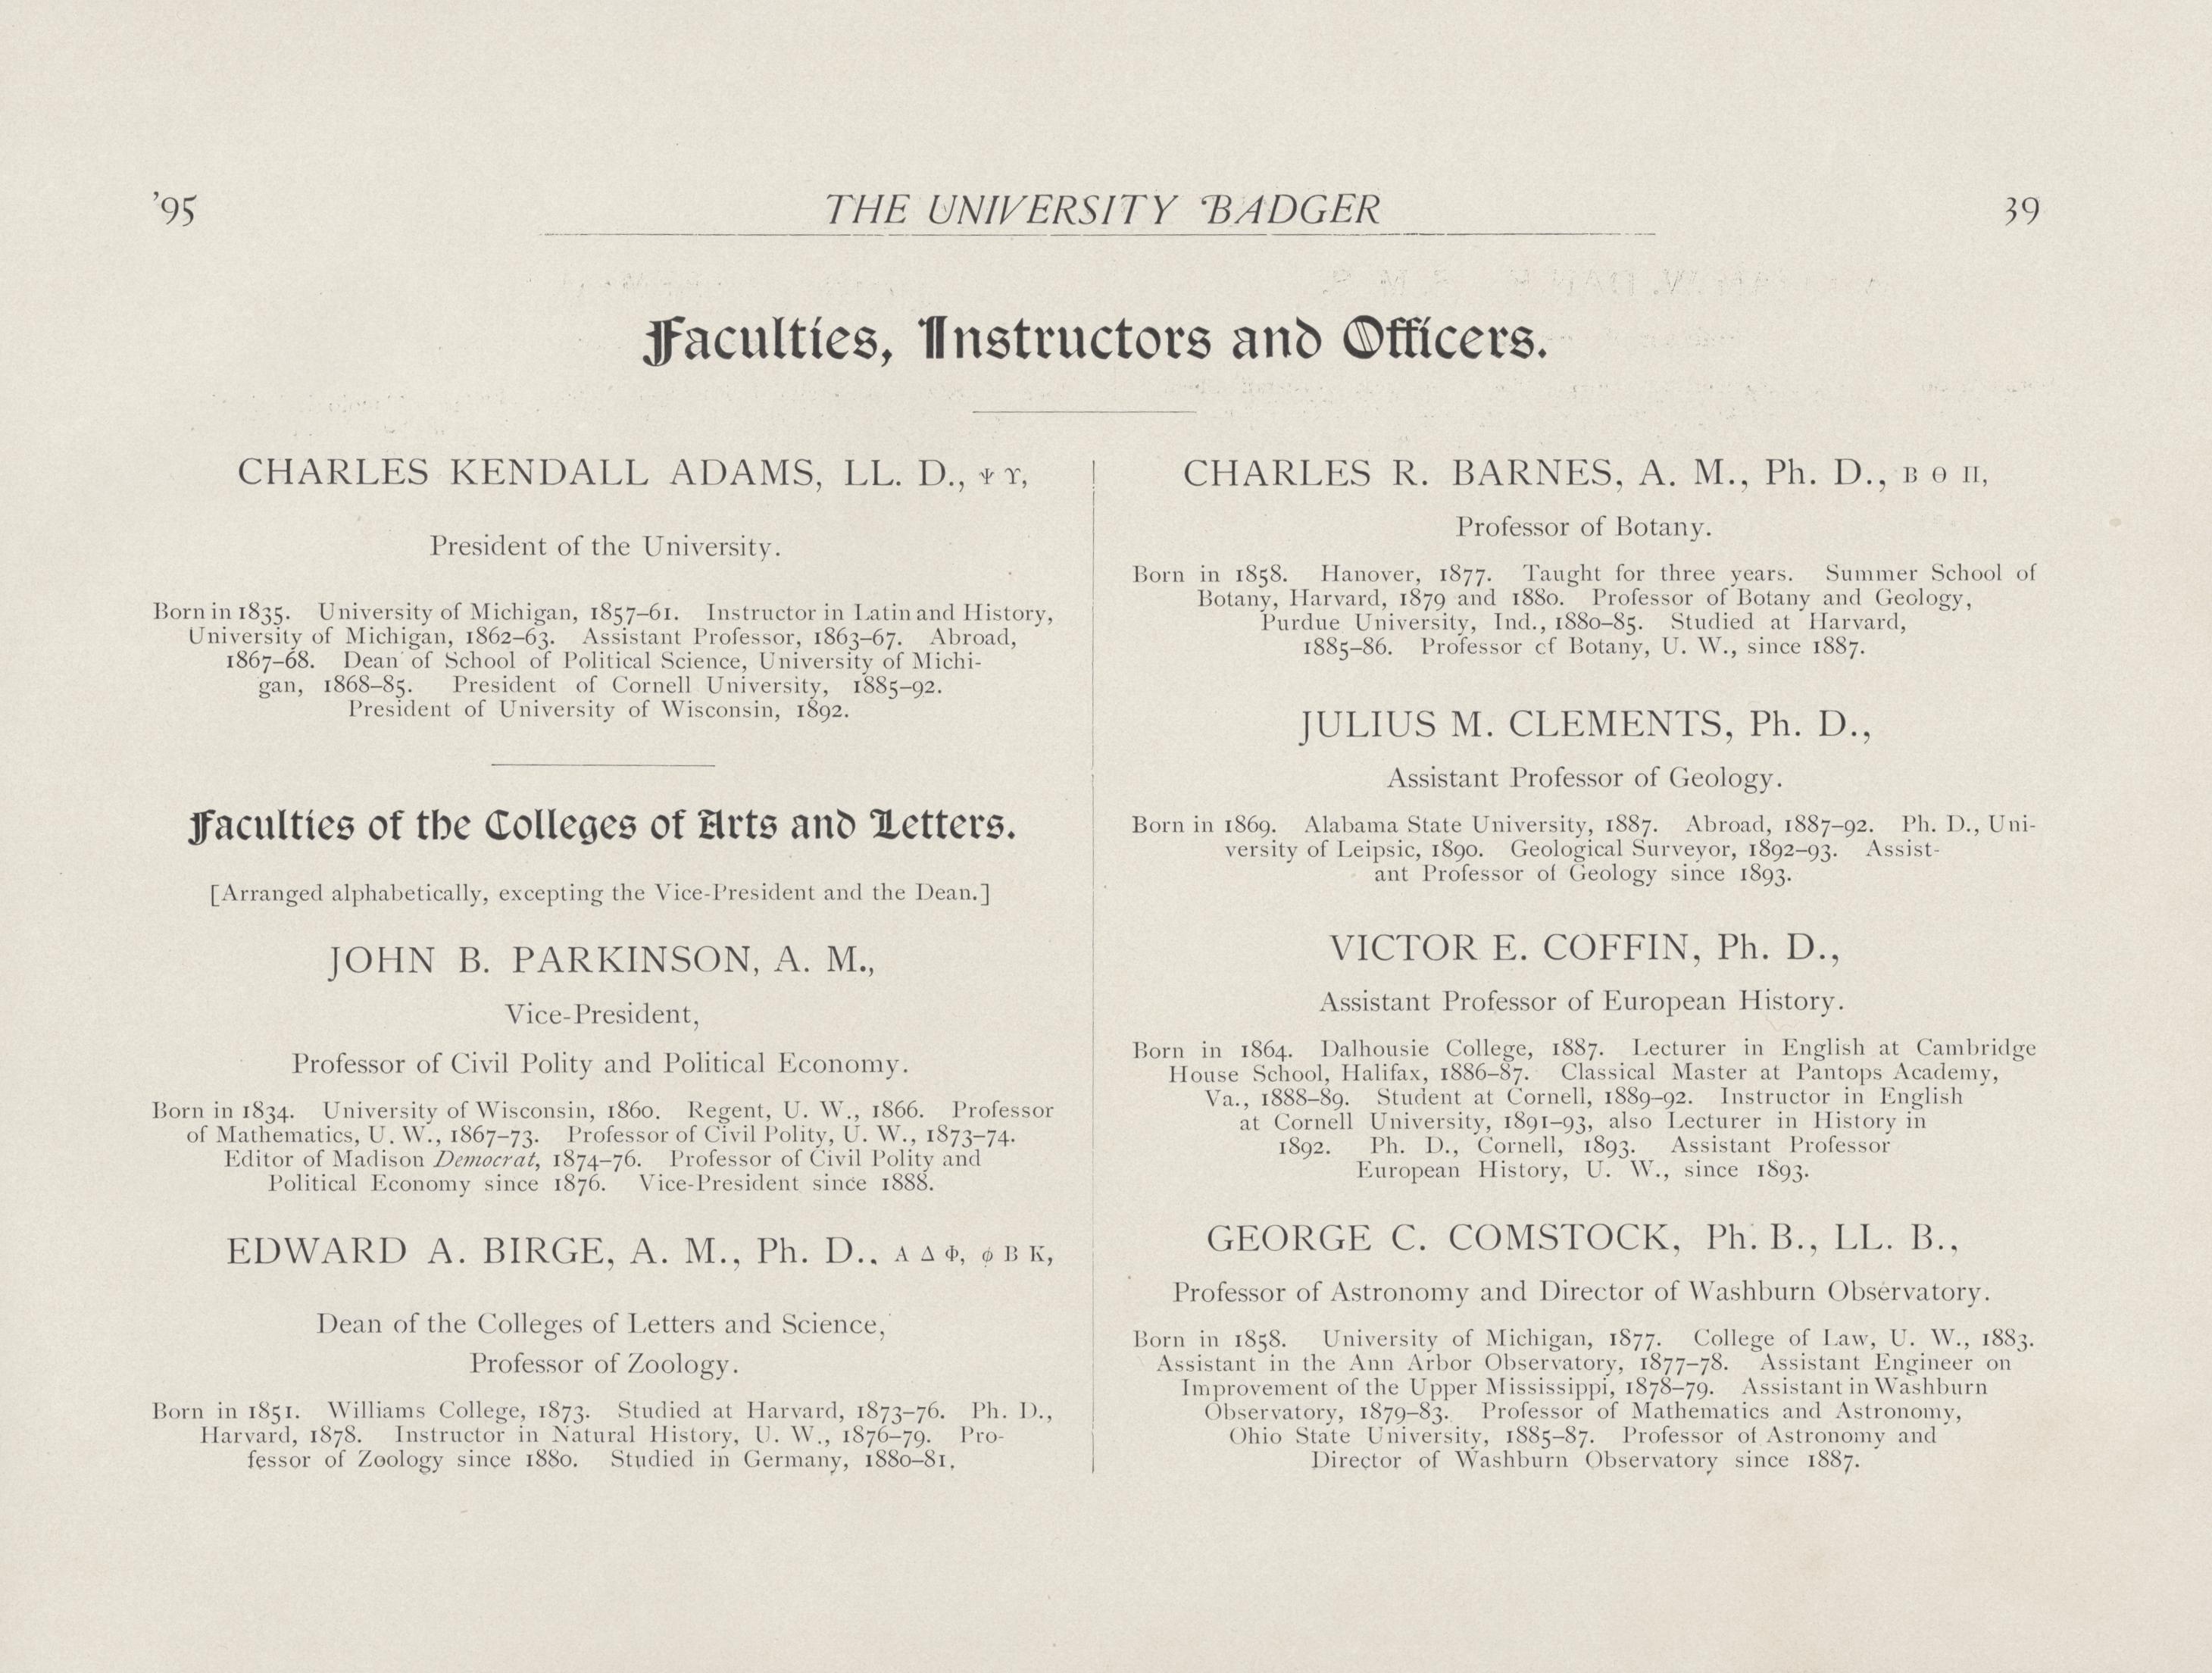 '95
THE UNIVERSITY BADGER
39
Faculties, Instructors and Officers.
CHARLES KENDALL ADAMS, LL. D., Ψ Υ,
President of the University.
Born in 1835. University of Michigan, 1857–61. Instructor in Latin and History,
University of Michigan, 1862–63. Assistant Professor, 1863–67. Abroad,
1867–68. Dean of School of Political Science, University of Michi-
gan, 1868–85. President of Cornell University, 1885–92.
President of University of Wisconsin, 1892.
Faculties of the Colleges of Arts and Letters.
[Arranged alphabetically, excepting the Vice-President and the Dean.]
JOHN B. PARKINSON, A. M.,
Vice-President,
Professor of Civil Polity and Political Economy.
Born in 1834. University of Wisconsin, 1860. Regent, U. W., 1866. Professor
of Mathematics, U. W., 1867–73. Professor of Civil Polity, U. W., 1873–74.
Editor of Madison Democrat, 1874–76. Professor of Civil Polity and
Political Economy since 1876. Vice-President since 1888.
EDWARD A. BIRGE, A. M., Ph. D., Α Δ Φ, φ Β Κ,
Dean of the Colleges of Letters and Science,
Professor of Zoology.
Born in 1851. Williams College, 1873. Studied at Harvard, 1873–76. Ph. D.,
Harvard, 1878. Instructor in Natural History, U. W., 1876–79. Pro-
fessor of Zoology since 1880. Studied in Germany, 1880–81.
CHARLES R. BARNES, A. M., Ph. D., Β Θ Π,
Professor of Botany.
Born in 1858. Hanover, 1877. Taught for three years. Summer School of
Botany, Harvard, 1879 and 1880. Professor of Botany and Geology,
Purdue University, Ind., 1880–85. Studied at Harvard,
1885–86. Professor cf Botany, U. W., since 1887.
JULIUS M. CLEMENTS, Ph. D.,
Assistant Professor of Geology.
Born in 1869. Alabama State University, 1887. Abroad, 1887–92. Ph. D., Uni-
versity of Leipsic, 1890. Geological Surveyor, 1892–93. Assist-
ant Professor of Geology since 1893.
VICTOR E. COFFIN, Ph. D.,
Assistant Professor of European History.
Born in 1864. Dalhousie College, 1887. Lecturer in English at Cambridge
House School, Halifax, 1886–87. Classical Master at Pantops Academy,
Va., 1888–89. Student at Cornell, 1889–92. Instructor in English
at Cornell University, 1891–93, also Lecturer in History in
1892. Ph. D., Cornell, 1893. Assistant Professor
European History, U. W., since 1893.
GEORGE C. COMSTOCK, Ph. B., LL. B.,
Professor of Astronomy and Director of Washburn Observatory.
Born in 1858. University of Michigan, 1877. College of Law, U. W., 1883.
Assistant in the Ann Arbor Observatory, 1877–78. Assistant Engineer on
Improvement of the Upper Mississippi, 1878–79. Assistant in Washburn
Observatory, 1879–83. Professor of Mathematics and Astronomy,
Ohio State University, 1885–87. Professor of Astronomy and
Director of Washburn Observatory since 1887.